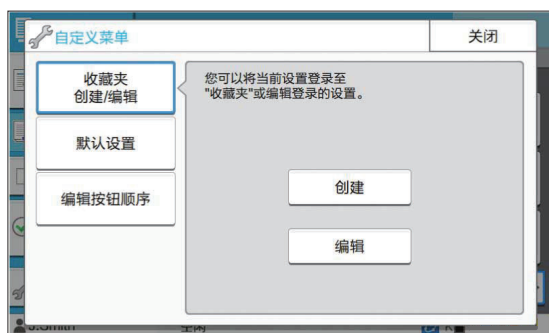 自定义菜单
关闭
收藏夹
创建/编辑
您可以将当前设置登录至
"收藏夹"或编辑登录的设置。
默认设置
创建
编辑按钮顺序
编辑
J.Smith